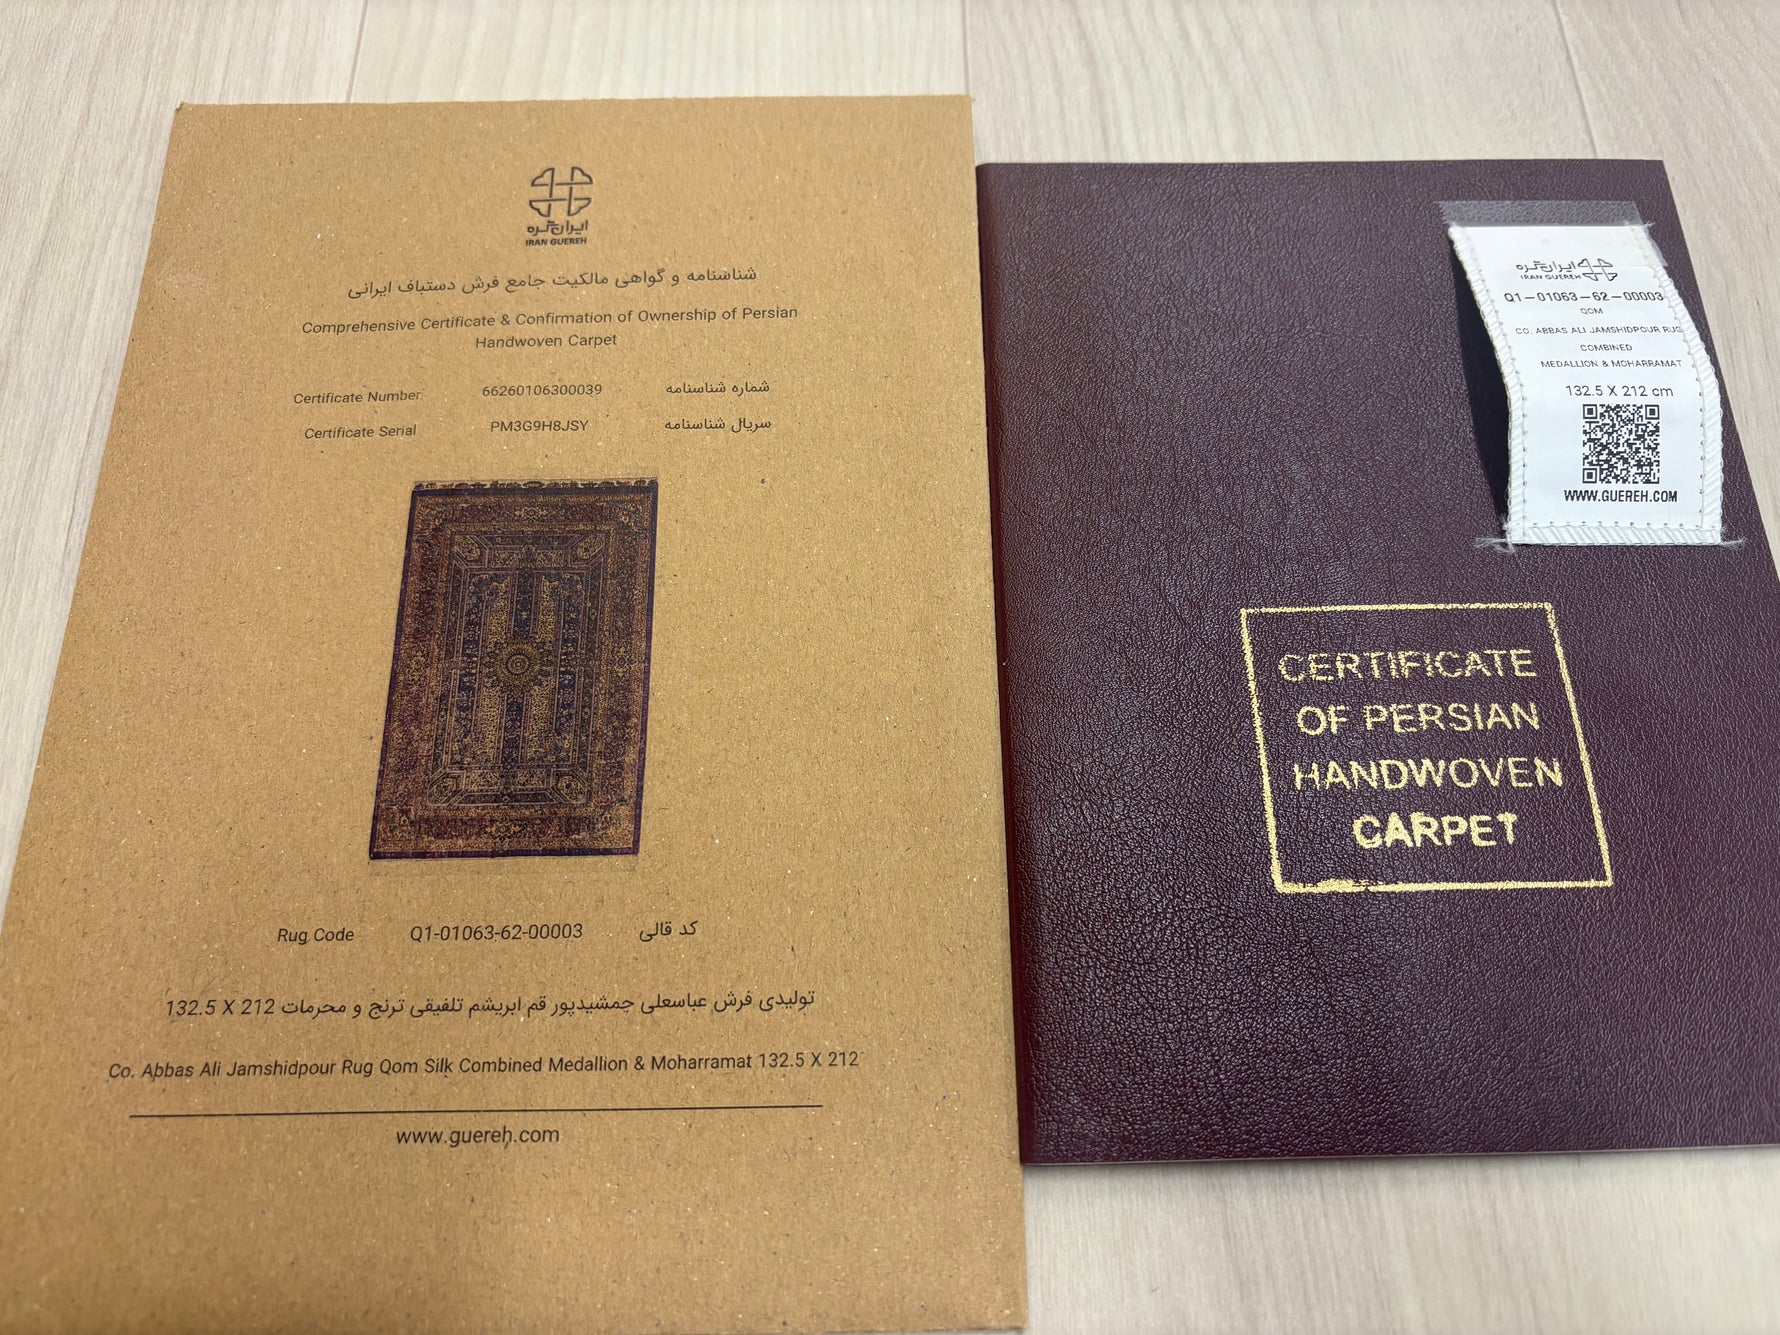 ایران گره
IRAN GUEREH
شناسنامه و گواهی مالکیت جامع فرش دستباف ایرانی
Comprehensive Certificate & Confirmation of Ownership of Persian
Handwoven Carpet
Certificate Number 66260106300039 شماره شناسنامه
Certificate Serial PM3G9H8JSY سریال شناسنامه
Rug Code Q1-01063-62-00003 کد قالی
تولیدی فرش عباسعلی جمشیدپور قم ابریشم تلفیقی ترنج و محرمات 212 X 132.5
Co. Abbas Ali Jamshidpour Rug Qom Silk Combined Medallion & Moharramat 132.5 X 212
www.guereh.com
ایران گره
IRAN GUEREH
Q1-01063-62-00003
QOM
CO. ABBAS ALI JAMSHIDPOUR RUG
COMBINED
MEDALLION & MOHARRAMAT
132.5 X 212 cm
WWW.GUEREH.COM
CERTIFICATE
OF PERSIAN
HANDWOVEN
CARPET